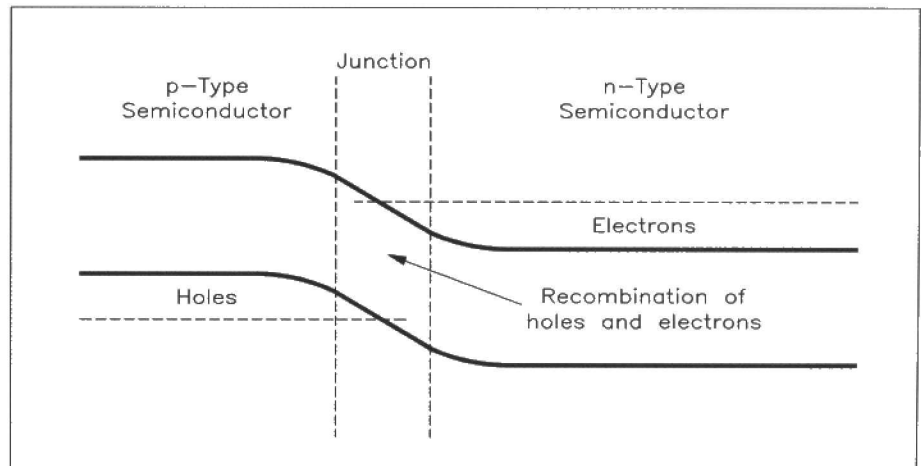 Junction
p-Type
Semiconductor
n-Type
Semiconductor
Electrons
Holes
Recombination of
holes and electrons